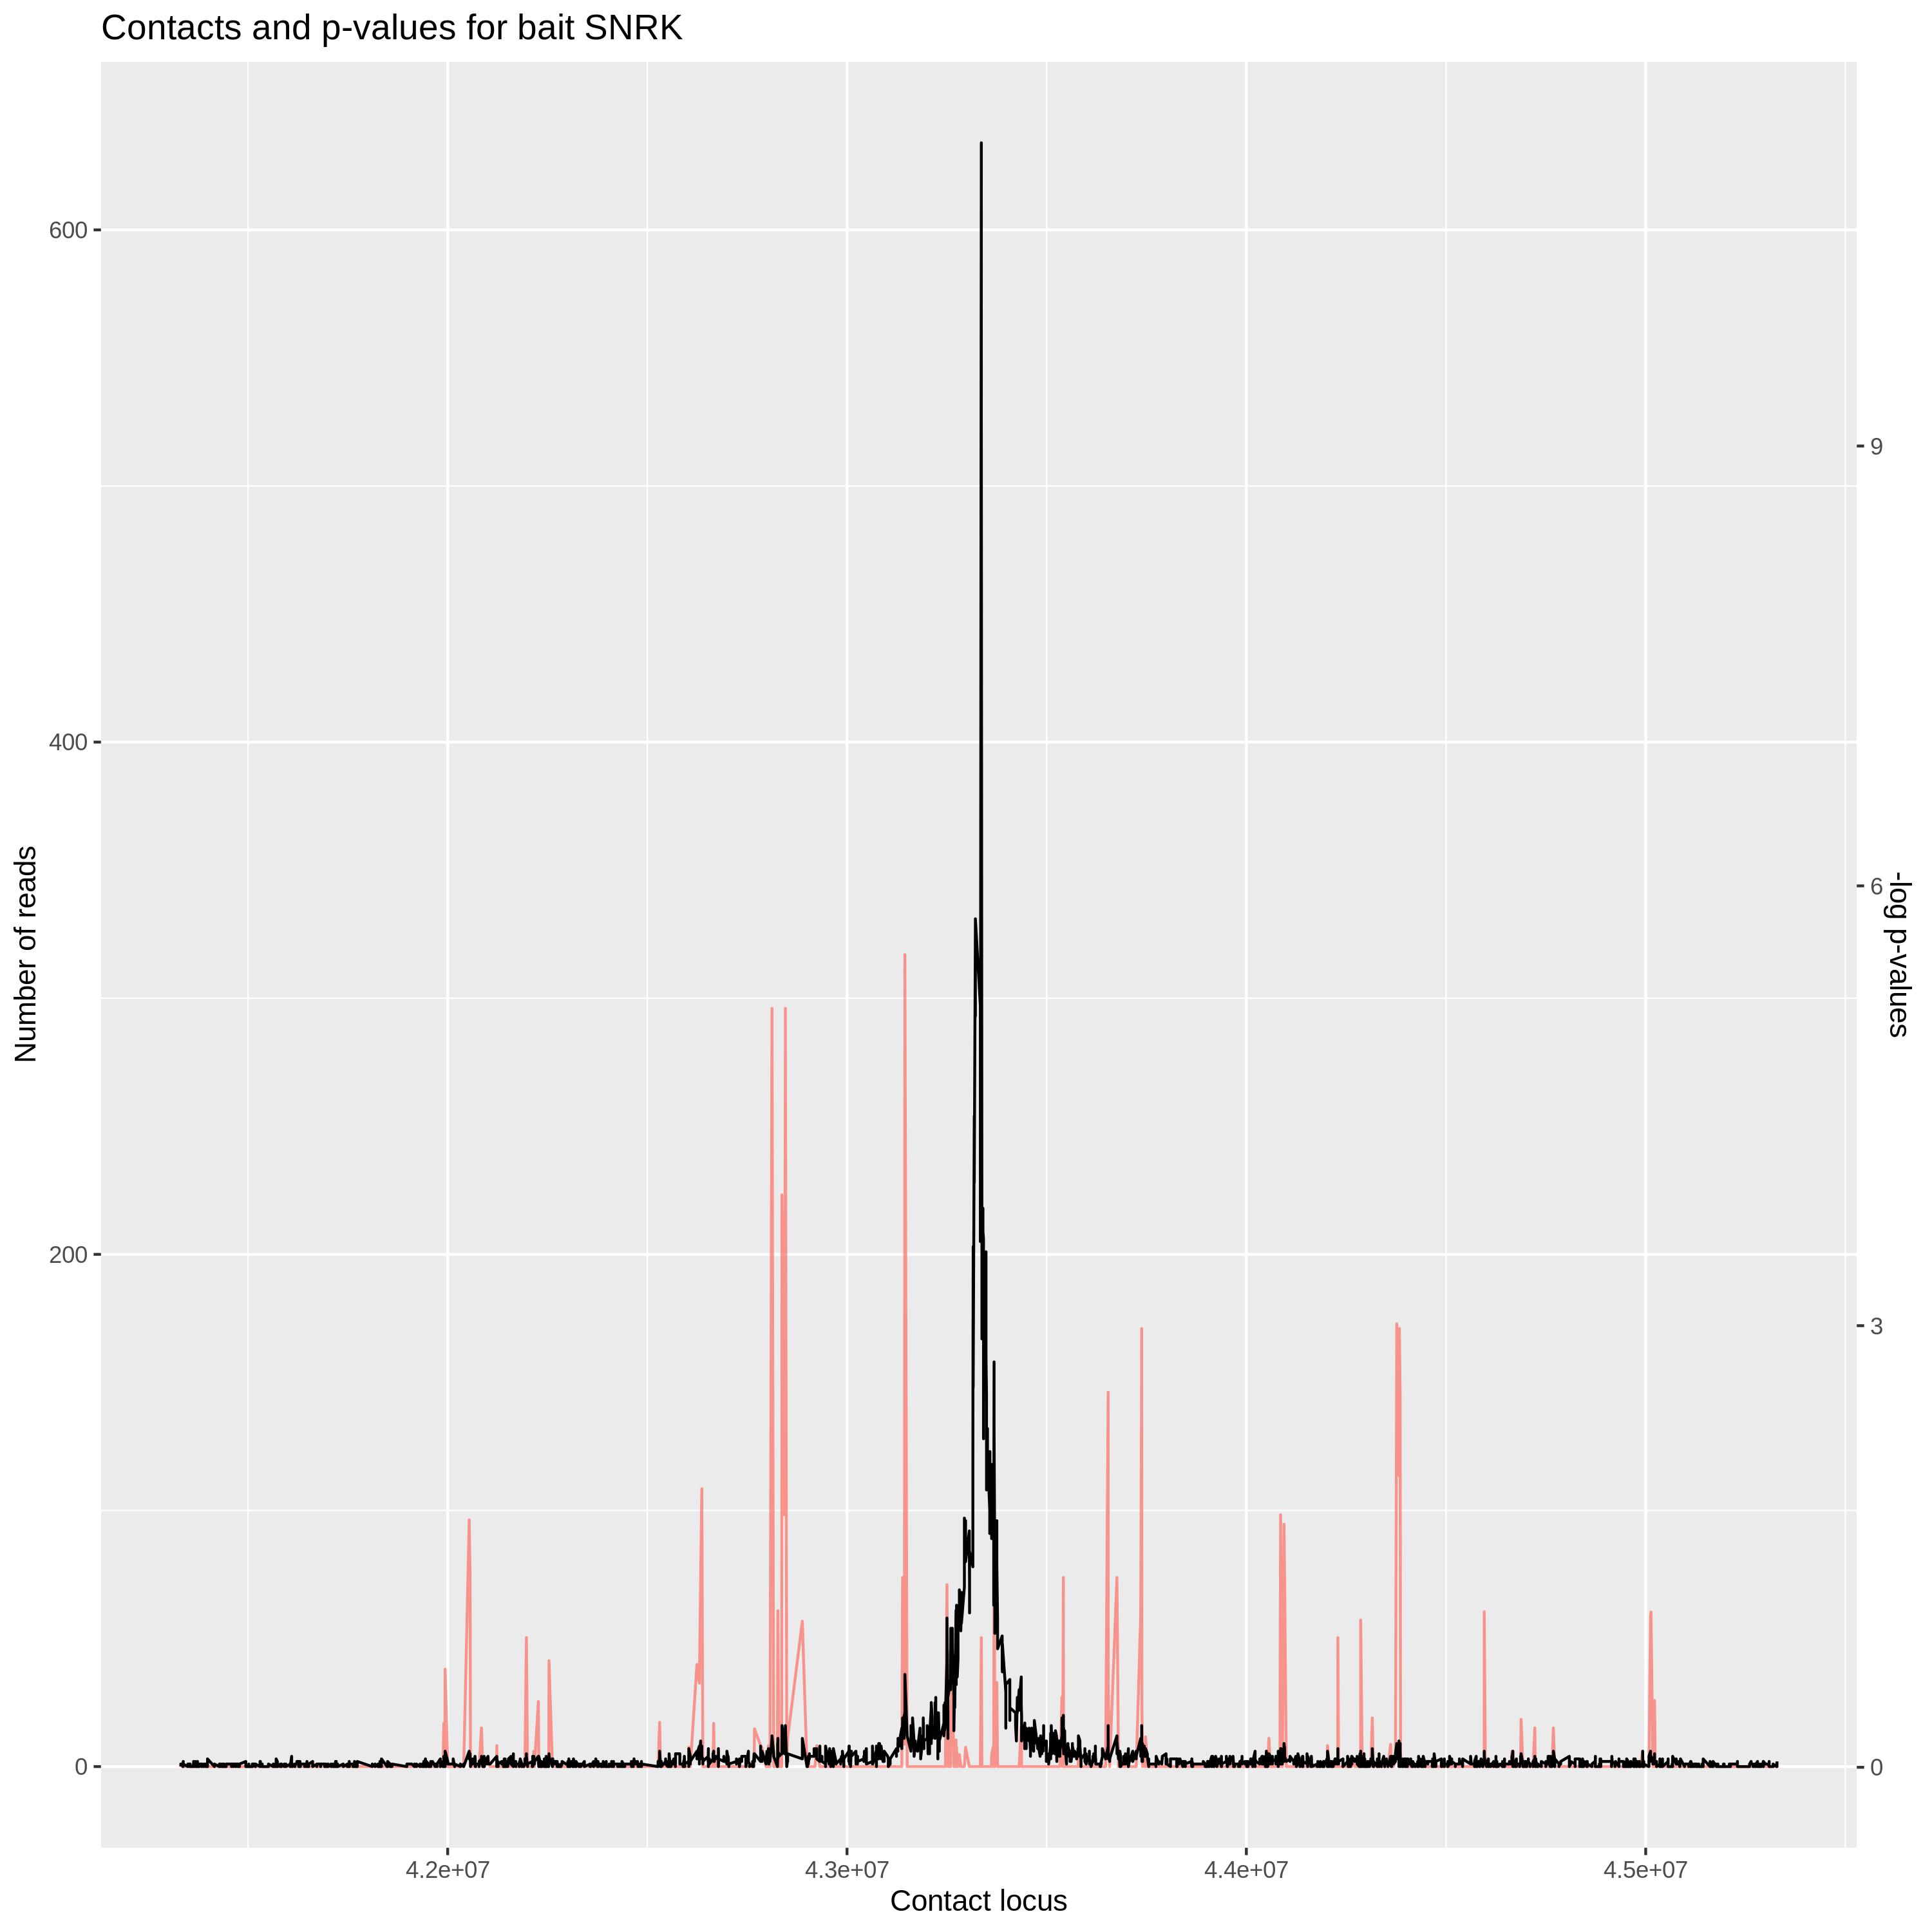 Contacts and p-values for bait SNRK
600
400
200
0
Number of reads
9
6
3
0
-log p-values
4.2e+07
4.3e+07
4.4e+07
4.5e+07
Contact locus